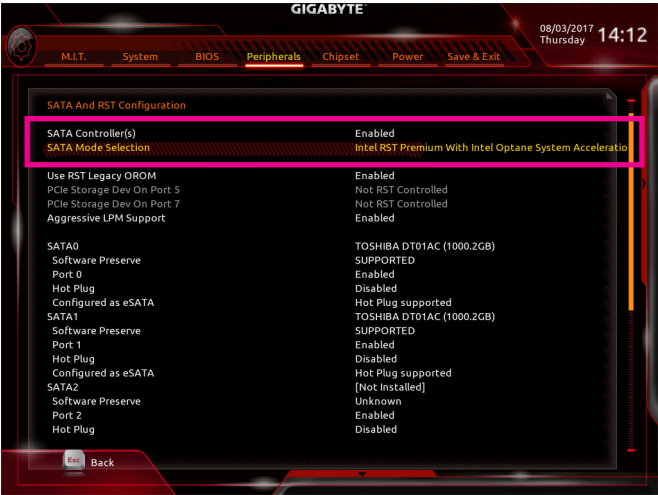 GIGABYTE
08/03/2017 Thursday 14:12
M.I.T. System BIOS Peripherals Chipset Power Save & Exit
SATA And RST Configuration
SATA Controller(s) Enabled
SATA Mode Selection Intel RST Premium With Intel Optane System Acceleratio
Use RST Legacy OROM Enabled
PCIe Storage Dev On Port 5 Not RST Controlled
PCIe Storage Dev On Port 7 Not RST Controlled
Aggressive LPM Support Enabled
SATA0 TOSHIBA DT01AC (1000.2GB)
Software Preserve SUPPORTED
Port 0 Enabled
Hot Plug Disabled
Configured as eSATA Hot Plug supported
SATA1 TOSHIBA DT01AC (1000.2GB)
Software Preserve SUPPORTED
Port 1 Enabled
Hot Plug Disabled
Configured as eSATA Hot Plug supported
SATA2 [Not Installed]
Software Preserve Unknown
Port 2 Enabled
Hot Plug Disabled
Esc Back